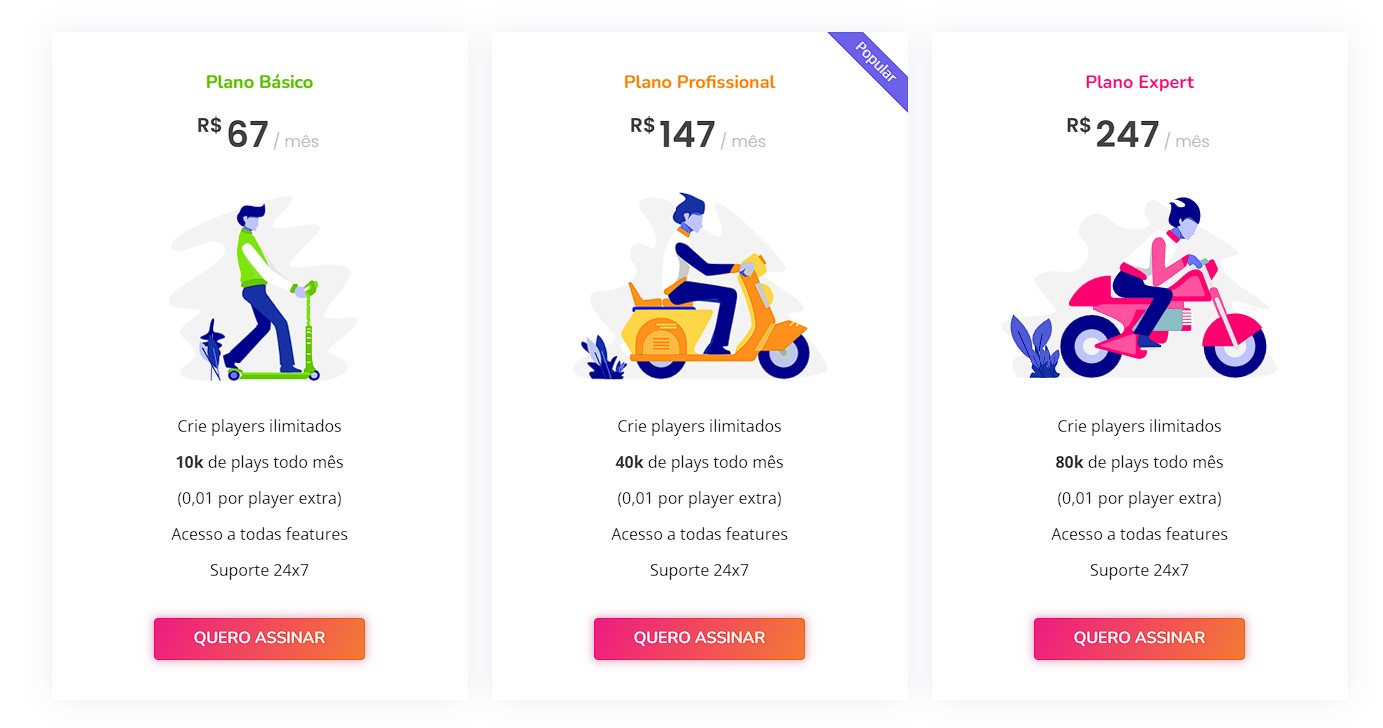 Plano Básico
R$ 67 / mês
Crie players ilimitados
10k de plays todo mês
(0,01 por player extra)
Acesso a todas features
Suporte 24x7
QUERO ASSINAR
Popular
Plano Profissional
R$ 147 / mês
Crie players ilimitados
40k de plays todo mês
(0,01 por player extra)
Acesso a todas features
Suporte 24x7
QUERO ASSINAR
Plano Expert
R$ 247 / mês
Crie players ilimitados
80k de plays todo mês
(0,01 por player extra)
Acesso a todas features
Suporte 24x7
QUERO ASSINAR